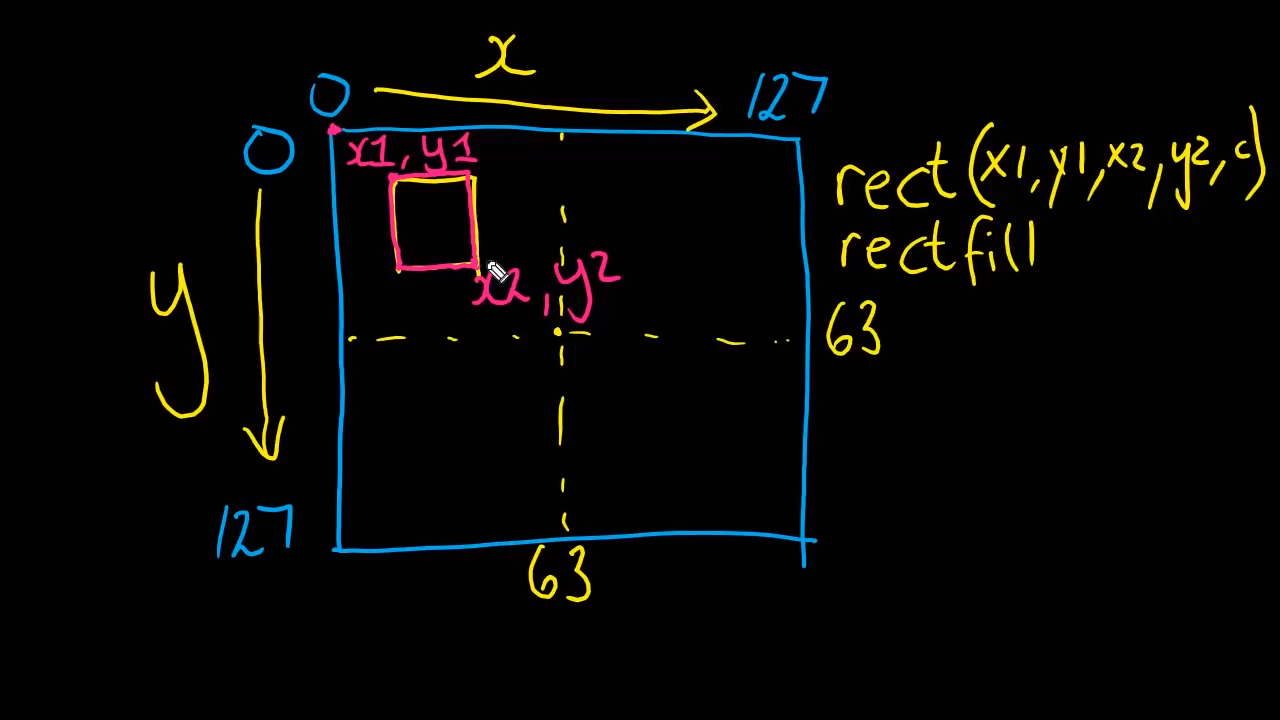 x
0
127
0
x1, y1
rect(x1, y1, x2, y2, c)
rectfill
x2, y2
y
63
127
63